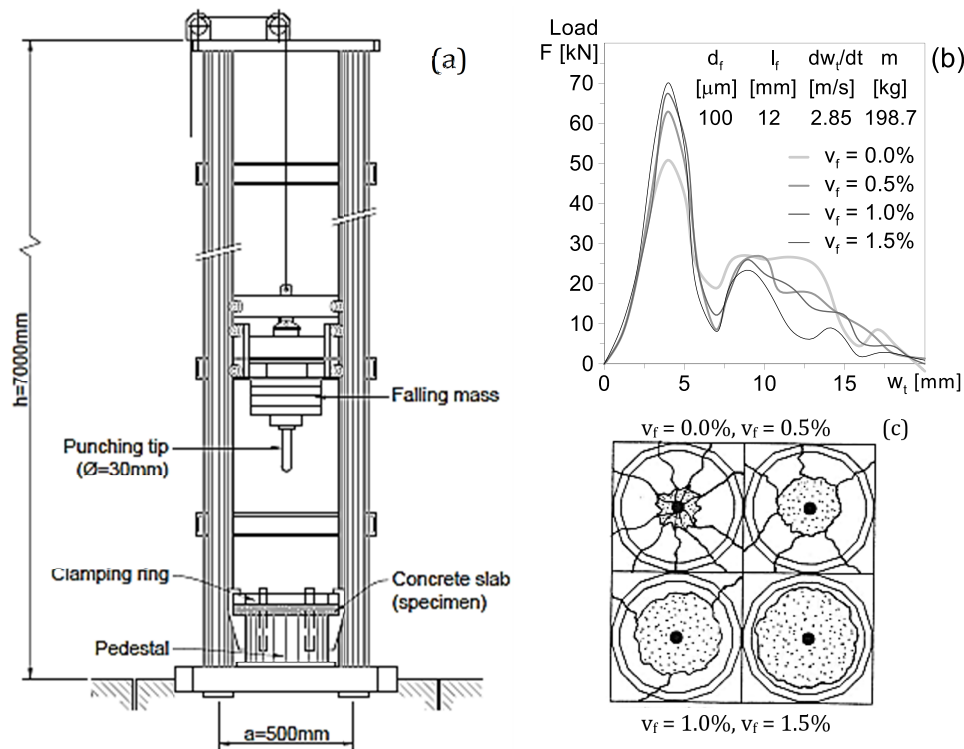 (a)
h=7000mm
Falling mass
Punching tip
(Ø=30mm)
Clamping ring
Concrete slab
(specimen)
Pedestal
a=500mm
(b)
Load
F [kN]
d_f l_f dw_t/dt m
[μm] [mm] [m/s] [kg]
100 12 2.85 198.7
v_f = 0.0%
v_f = 0.5%
v_f = 1.0%
v_f = 1.5%
70
60
50
40
30
20
10
0
0 5 10 15 w_t [mm]
(c)
v_f = 0.0%, v_f = 0.5%
v_f = 1.0%, v_f = 1.5%